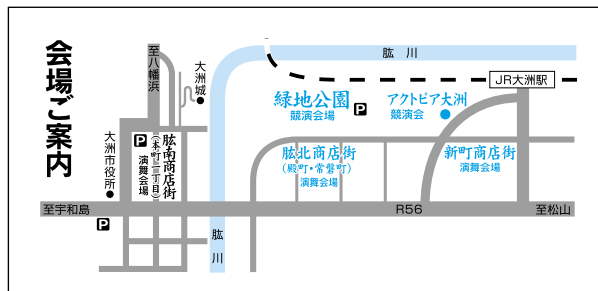 会場ご案内
至八幡浜
大洲城
肱川
JR大洲駅
緑地公園
競演会場
P
アクトピア大洲
競演会
大洲市役所
P
肱南商店街
(本町一〜三丁目)
演舞会場
肱北商店街
(殿町・常磐町)
演舞会場
新町商店街
演舞会場
至宇和島
R56
至松山
P
肱川